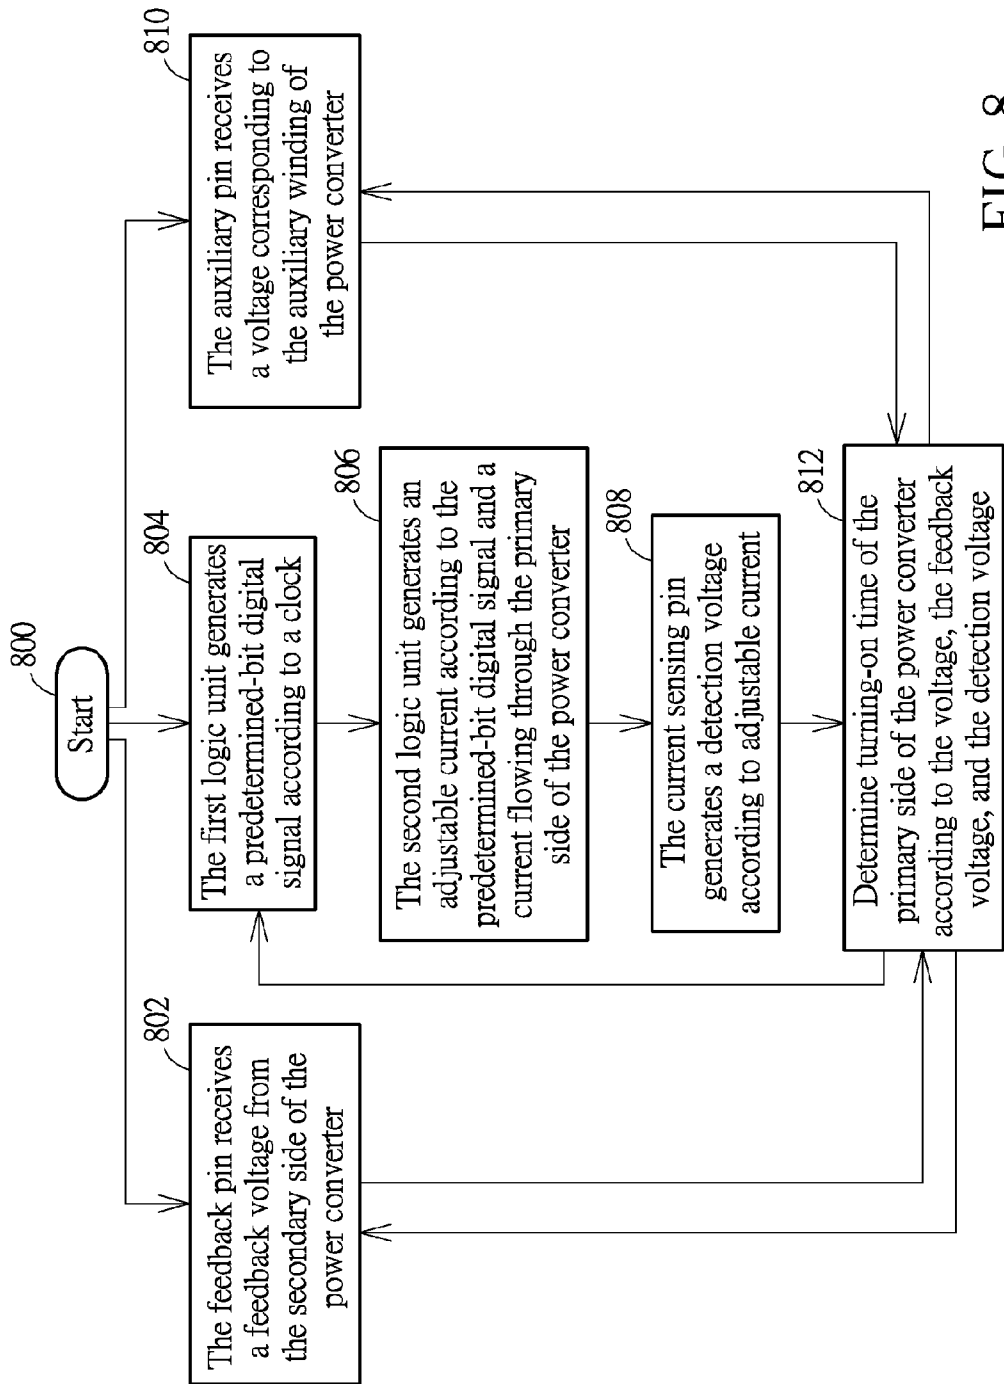 800
Start
802
The feedback pin receives
a feedback voltage from
the secondary side of the
power converter
804
The first logic unit generates
a predetermined-bit digital
signal according to a clock
806
The second logic unit generates an
adjustable current according to the
predetermined-bit digital signal and a
current flowing through the primary
side of the power converter
808
The current sensing pin
generates a detection voltage
according to adjustable current
810
The auxiliary pin receives
a voltage corresponding to
the auxiliary winding of
the power converter
812
Determine turning-on time of the
primary side of the power converter
according to the voltage, the feedback
voltage, and the detection voltage
FIG. 8